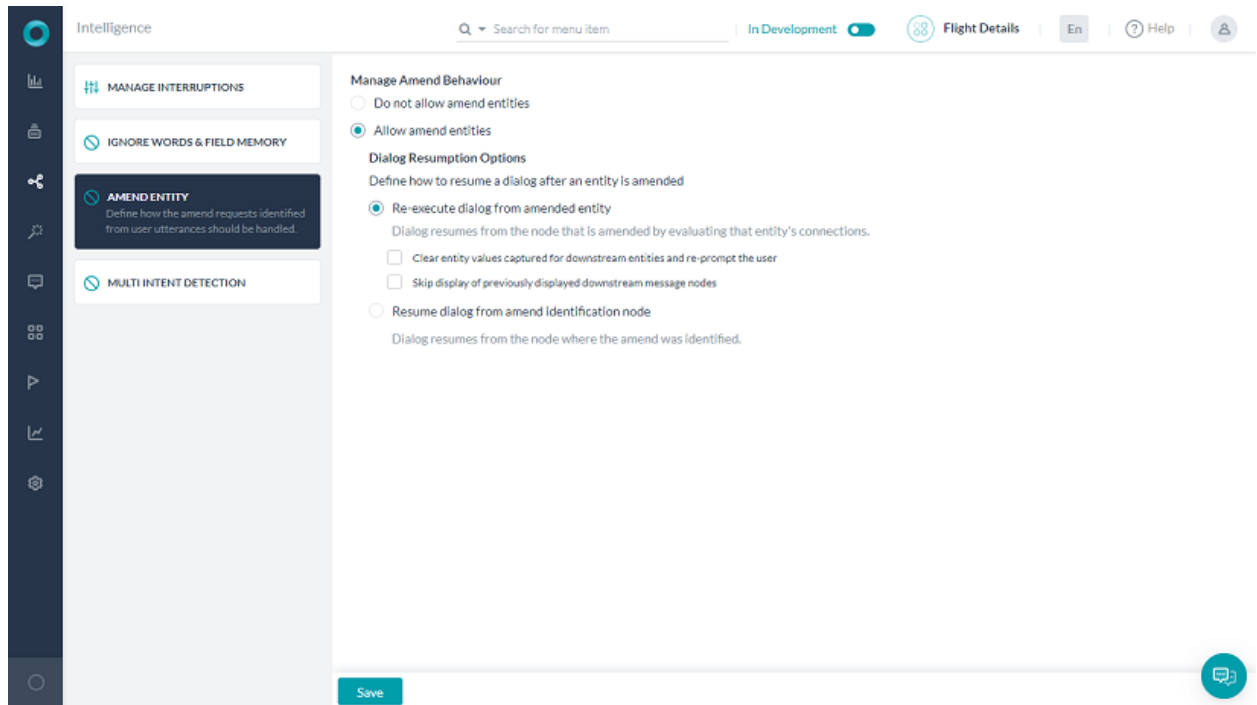 Intelligence
Search for menu item
In Development
Flight Details
En
? Help
MANAGE INTERRUPTIONS
IGNORE WORDS & FIELD MEMORY
AMEND ENTITY
Define how the amend requests identified
from user utterances should be handled.
MULTI INTENT DETECTION
Manage Amend Behaviour
Do not allow amend entities
Allow amend entities
Dialog Resumption Options
Define how to resume a dialog after an entity is amended
Re-execute dialog from amended entity
Dialog resumes from the node that is amended by evaluating that entity's connections.
Clear entity values captured for downstream entities and re-prompt the user
Skip display of previously displayed downstream message nodes
Resume dialog from amend identification node
Dialog resumes from the node where the amend was identified.
Save